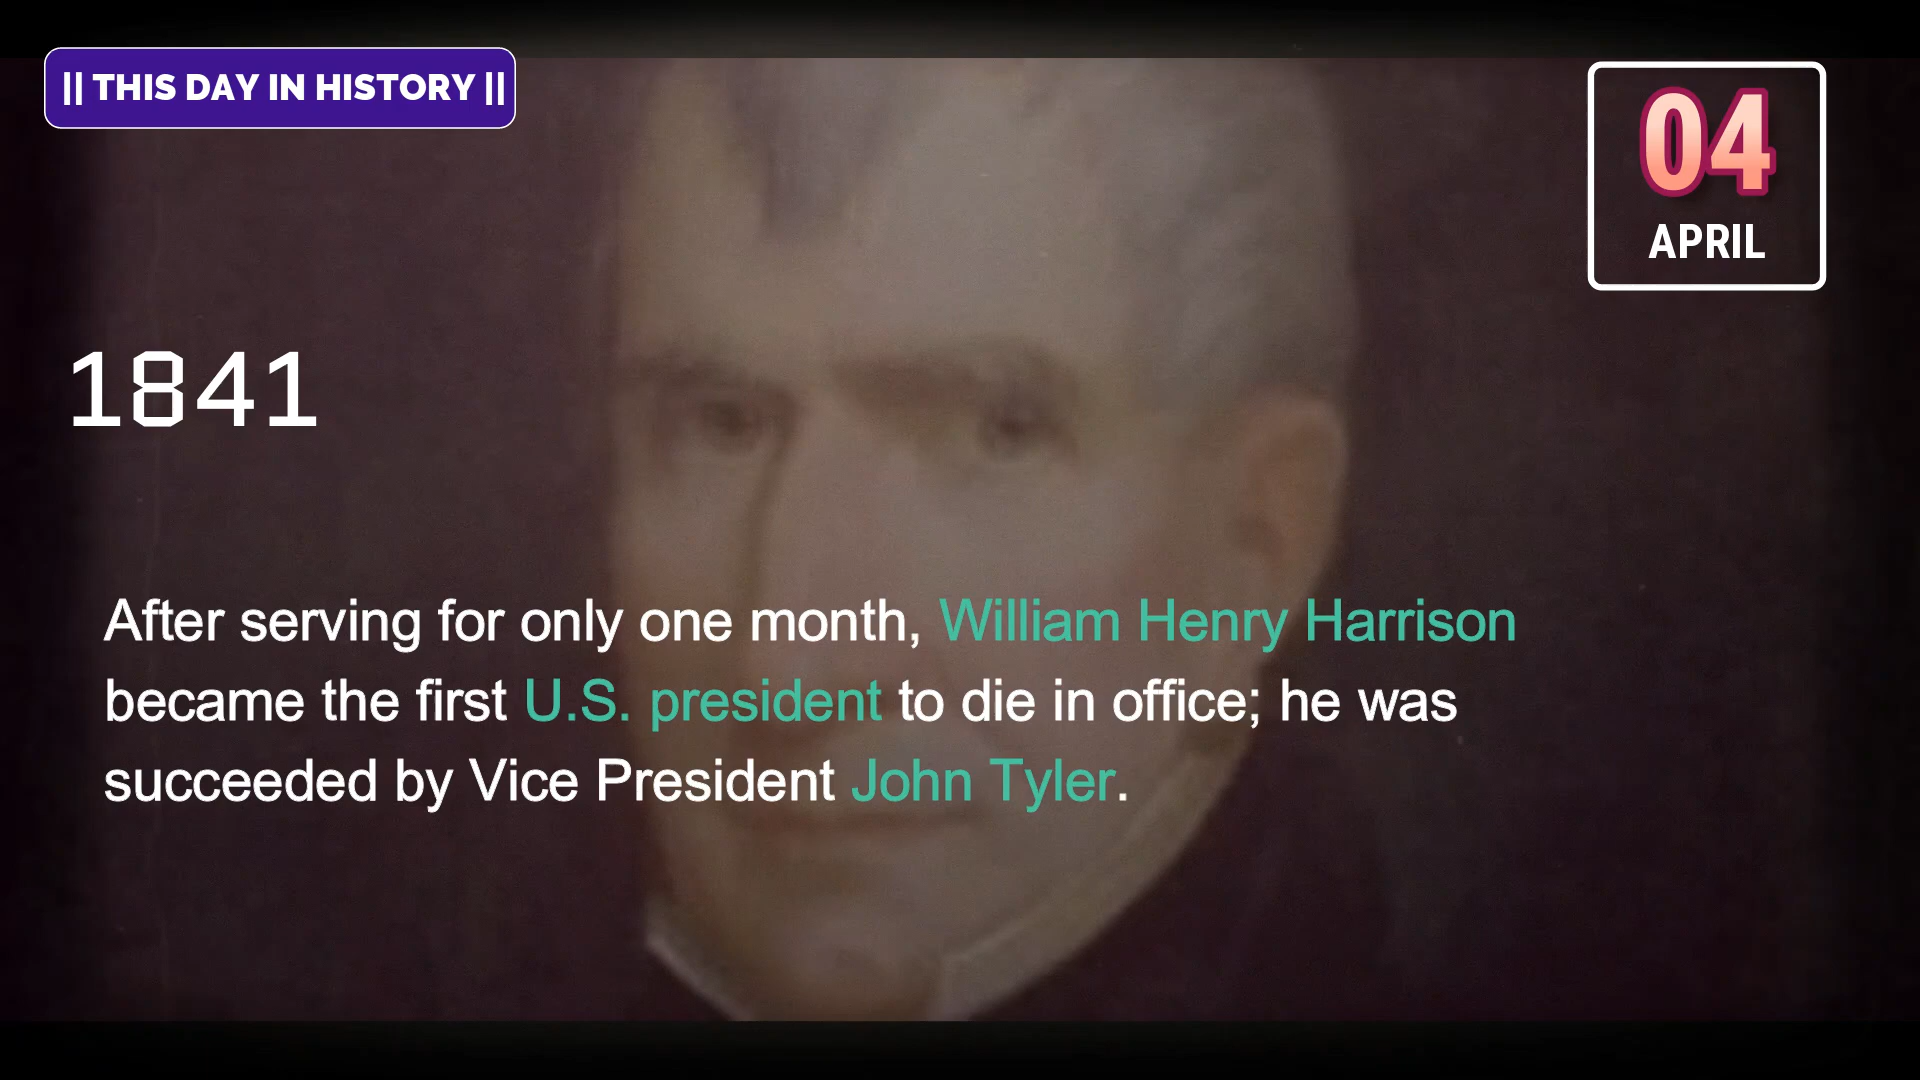 || THIS DAY IN HISTORY ||
04
APRIL
1841
After serving for only one month, William Henry Harrison
became the first U.S. president to die in office; he was
succeeded by Vice President John Tyler.